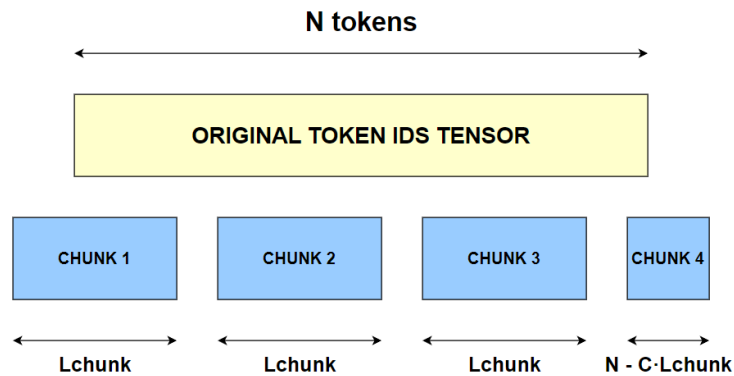 N tokens
ORIGINAL TOKEN IDS TENSOR
CHUNK 1
CHUNK 2
CHUNK 3
CHUNK 4
Lchunk
Lchunk
Lchunk
N - C·Lchunk